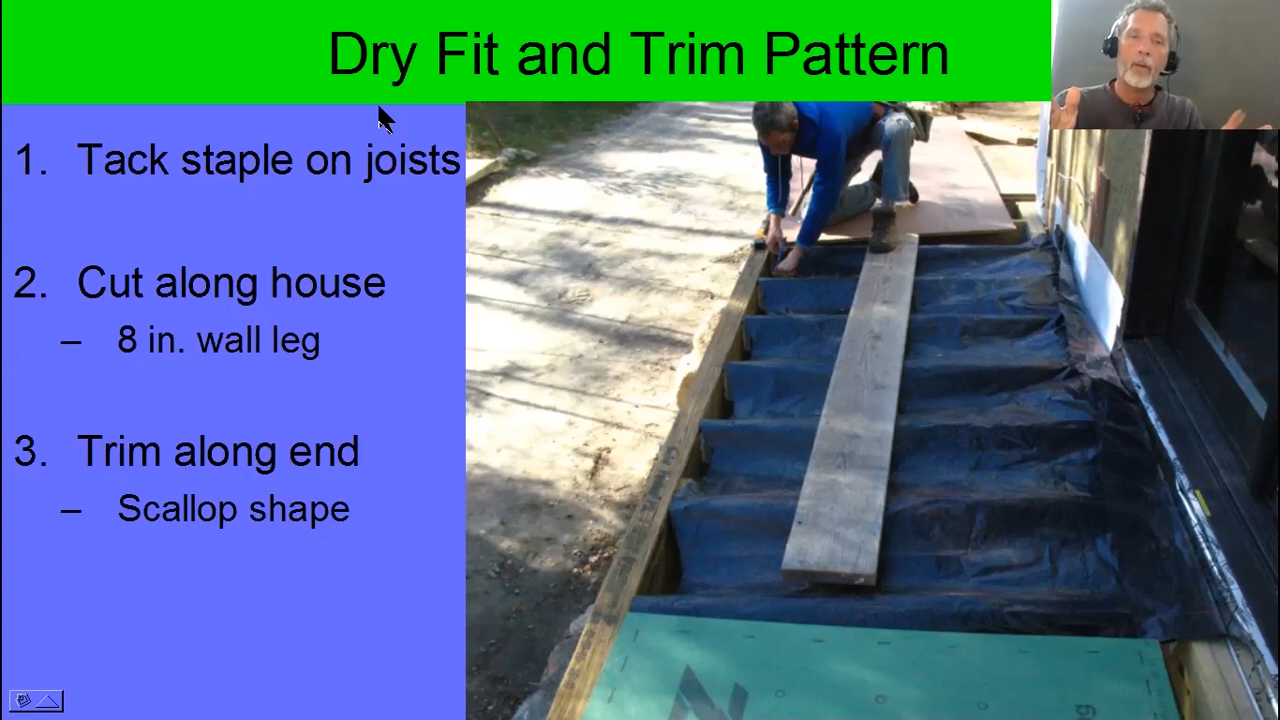 Dry Fit and Trim Pattern
1. Tack staple on joists
2. Cut along house
– 8 in. wall leg
3. Trim along end
– Scallop shape